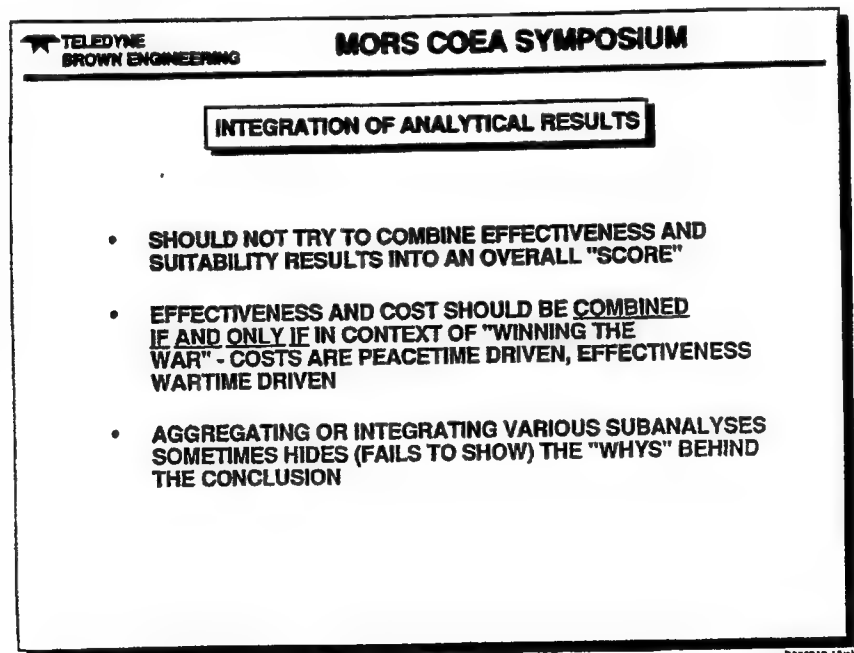 TELEDYNE
BROWN ENGINEERING
MORS COEA SYMPOSIUM
INTEGRATION OF ANALYTICAL RESULTS
• SHOULD NOT TRY TO COMBINE EFFECTIVENESS AND
SUITABILITY RESULTS INTO AN OVERALL "SCORE"
• EFFECTIVENESS AND COST SHOULD BE COMBINED
IF AND ONLY IF IN CONTEXT OF "WINNING THE
WAR" - COSTS ARE PEACETIME DRIVEN, EFFECTIVENESS
WARTIME DRIVEN
• AGGREGATING OR INTEGRATING VARIOUS SUBANALYSES
SOMETIMES HIDES (FAILS TO SHOW) THE "WHYS" BEHIND
THE CONCLUSION